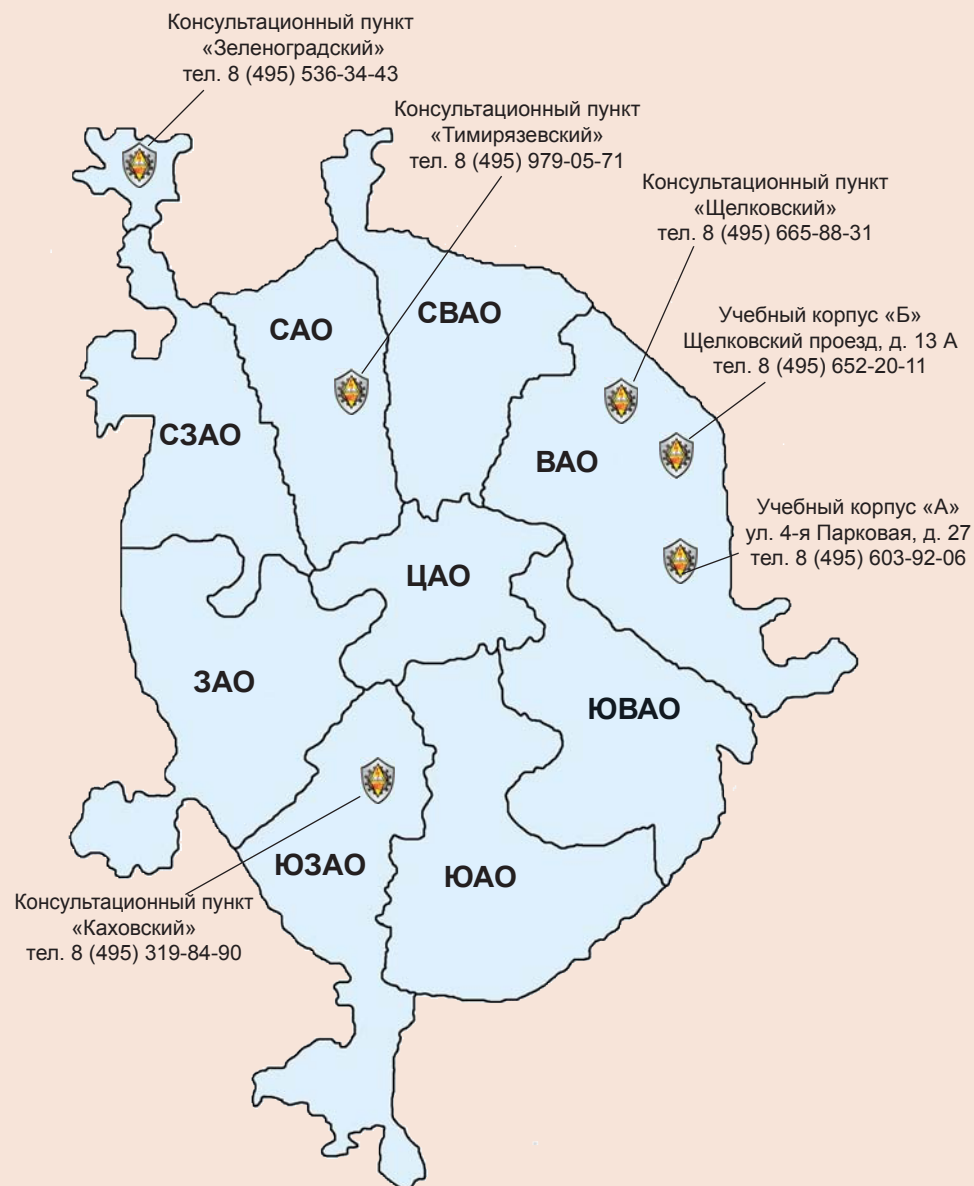 Консультационный пункт
«Зеленоградский»
тел. 8 (495) 536-34-43
Консультационный пункт
«Тимирязевский»
тел. 8 (495) 979-05-71
Консультационный пункт
«Щелковский»
тел. 8 (495) 665-88-31
Учебный корпус «Б»
Щелковский проезд, д. 13 А
тел. 8 (495) 652-20-11
Учебный корпус «А»
ул. 4-я Парковая, д. 27
тел. 8 (495) 603-92-06
САО
СВАО
СЗАО
ВАО
ЦАО
ЗАО
ЮВАО
ЮЗАО
ЮАО
Консультационный пункт
«Каховский»
тел. 8 (495) 319-84-90